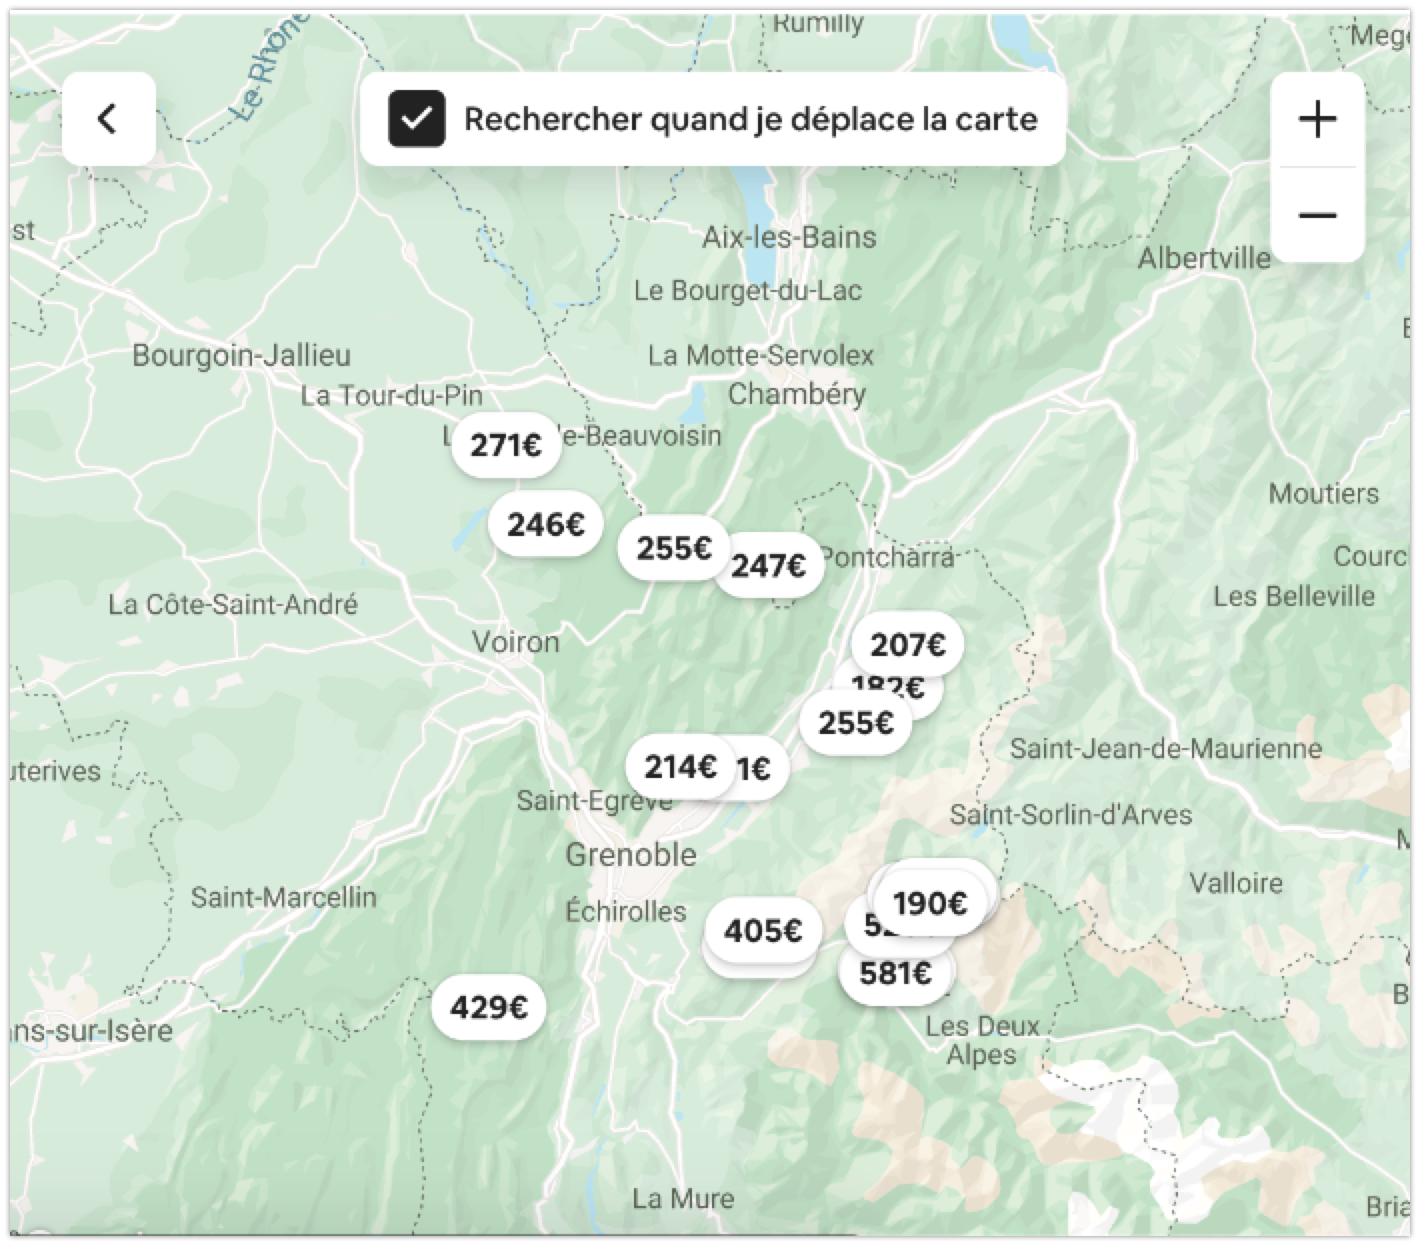 Rumilly
Le Rhône
Rechercher quand je déplace la carte
+
−
st
Aix-les-Bains
Albertville
Le Bourget-du-Lac
Bourgoin-Jallieu
La Motte-Servolex
La Tour-du-Pin
Chambéry
271€
e-Beauvoisin
Moutiers
246€
255€
247€
Pontcharra
Courc
Les Belleville
La Côte-Saint-André
Voiron
207€
182€
255€
Saint-Jean-de-Maurienne
214€
1€
uterives
Saint-Egrève
Saint-Sorlin-d'Arves
Grenoble
Valloire
Saint-Marcellin
190€
Échirolles
405€
581€
429€
ns-sur-Isère
Les Deux
Alpes
La Mure
Bria